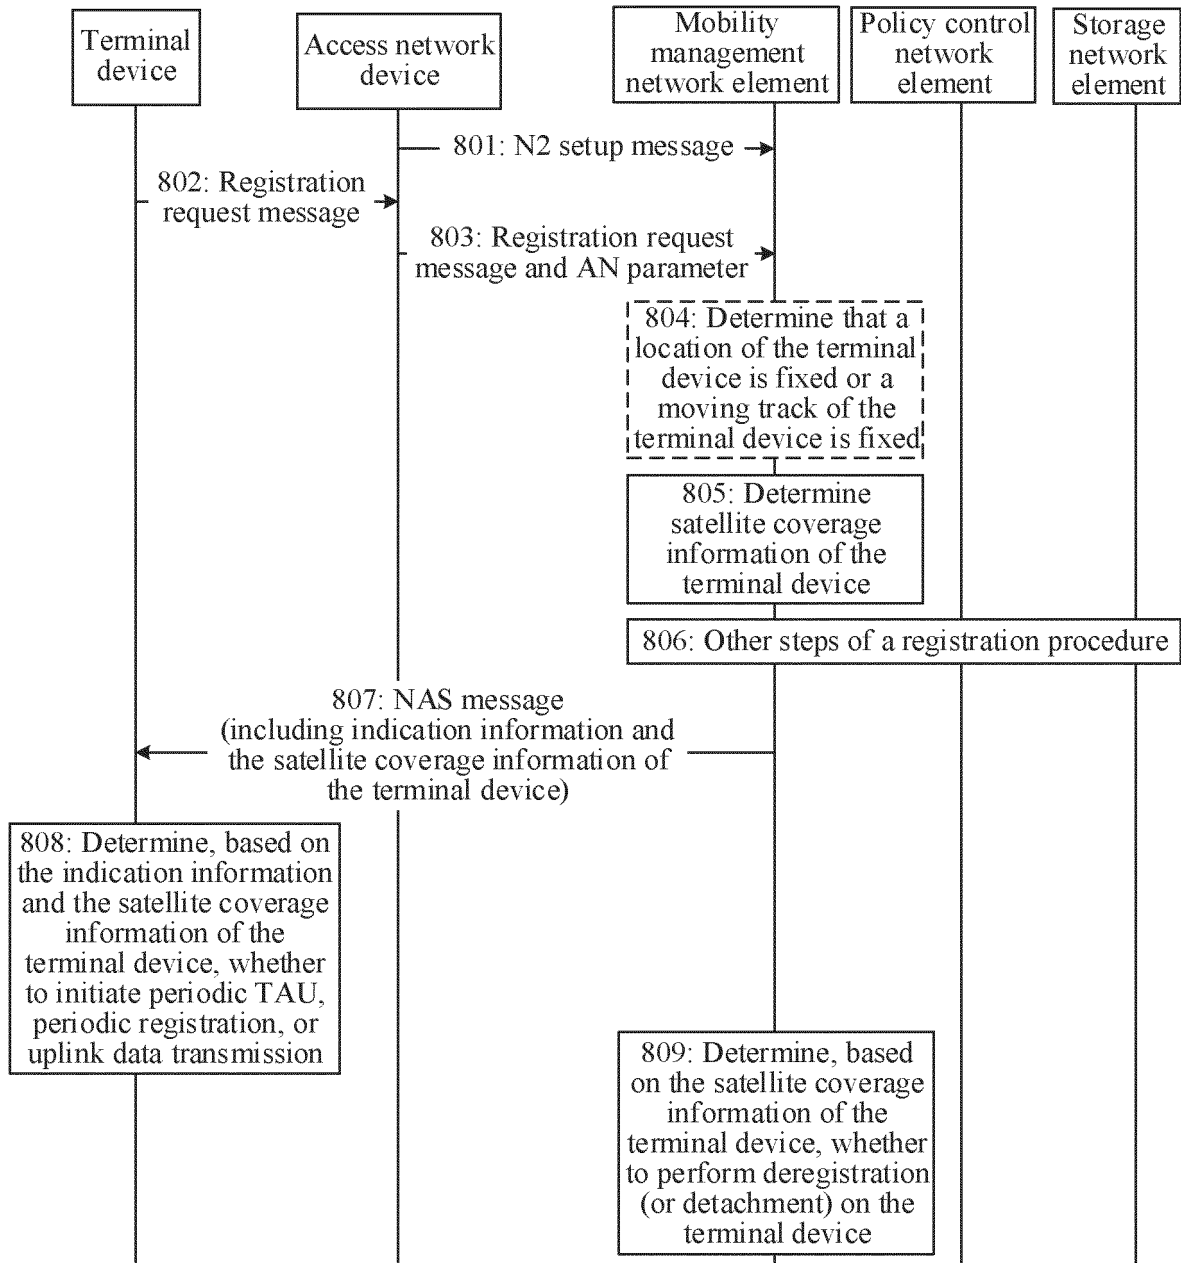 Terminal
device
Access network
device
Mobility
management
network element
Policy control
network
element
Storage
network
element
801: N2 setup message
802: Registration
request message
803: Registration request
message and AN parameter
804: Determine that a
location of the terminal
device is fixed or a
moving track of the
terminal device is fixed
805: Determine
satellite coverage
information of the
terminal device
806: Other steps of a registration procedure
807: NAS message
(including indication information and
the satellite coverage information of
the terminal device)
808: Determine, based on
the indication information
and the satellite coverage
information of the
terminal device, whether
to initiate periodic TAU,
periodic registration, or
uplink data transmission
809: Determine, based
on the satellite coverage
information of the
terminal device, whether
to perform deregistration
(or detachment) on the
terminal device